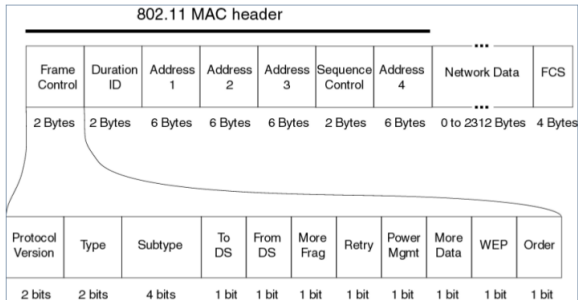 802.11 MAC header
Frame Control Duration ID Address 1 Address 2 Address 3 Sequence Control Address 4 Network Data FCS
2 Bytes 2 Bytes 6 Bytes 6 Bytes 6 Bytes 2 Bytes 6 Bytes 0 to 2312 Bytes 4 Bytes
Protocol Version Type Subtype To DS From DS More Frag Retry Power Mgmt More Data WEP Order
2 bits 2 bits 4 bits 1 bit 1 bit 1 bit 1 bit 1 bit 1 bit 1 bit 1 bit